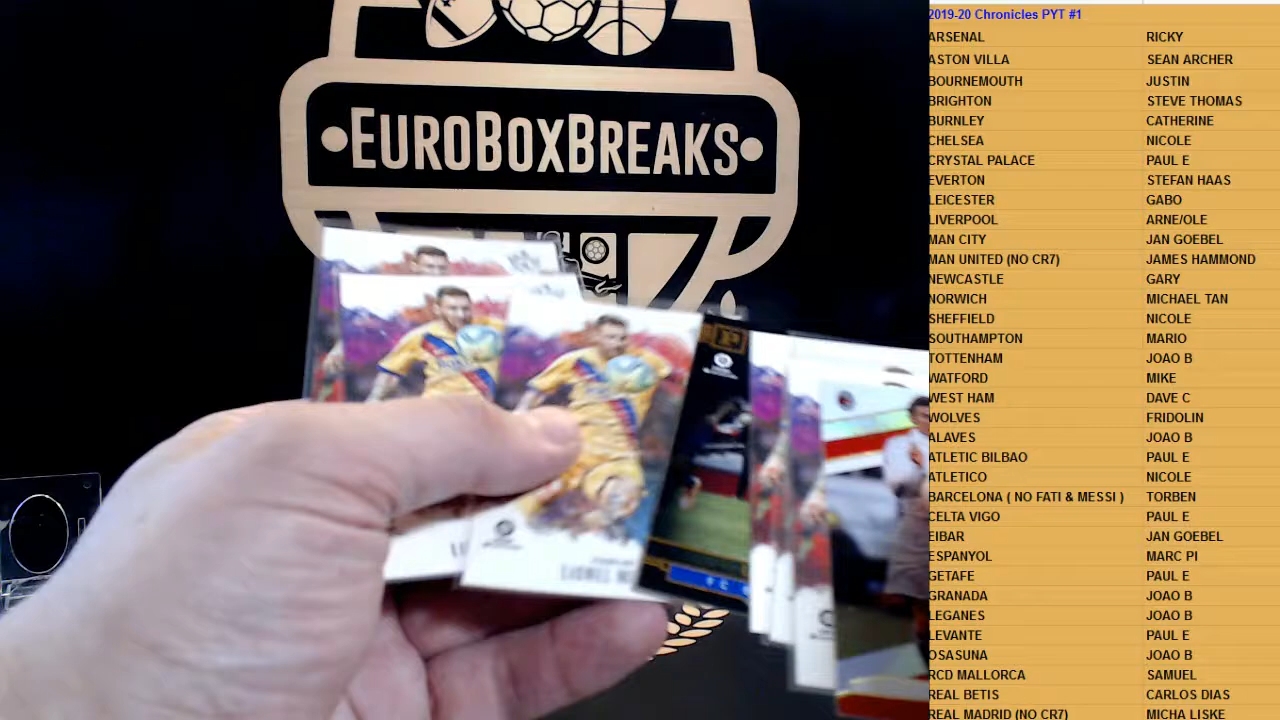 EUROBOXBREAKS
2019-20 Chronicles PYT #1
ARSENAL RICKY
ASTON VILLA SEAN ARCHER
BOURNEMOUTH JUSTIN
BRIGHTON STEVE THOMAS
BURNLEY CATHERINE
CHELSEA NICOLE
CRYSTAL PALACE PAUL E
EVERTON STEFAN HAAS
LEICESTER GABO
LIVERPOOL ARNE/OLE
MAN CITY JAN GOEBEL
MAN UNITED (NO CR7) JAMES HAMMOND
NEWCASTLE GARY
NORWICH MICHAEL TAN
SHEFFIELD NICOLE
SOUTHAMPTON MARIO
TOTTENHAM JOAO B
WATFORD MIKE
WEST HAM DAVE C
WOLVES FRIDOLIN
ALAVES JOAO B
ATLETIC BILBAO PAUL E
ATLETICO NICOLE
BARCELONA ( NO FATI & MESSI ) TORBEN
CELTA VIGO PAUL E
EIBAR JAN GOEBEL
ESPANYOL MARC PI
GETAFE PAUL E
GRANADA JOAO B
LEGANES JOAO B
LEVANTE PAUL E
OSASUNA JOAO B
RCD MALLORCA SAMUEL
REAL BETIS CARLOS DIAS
REAL MADRID (NO CR7) MICHA LISKE